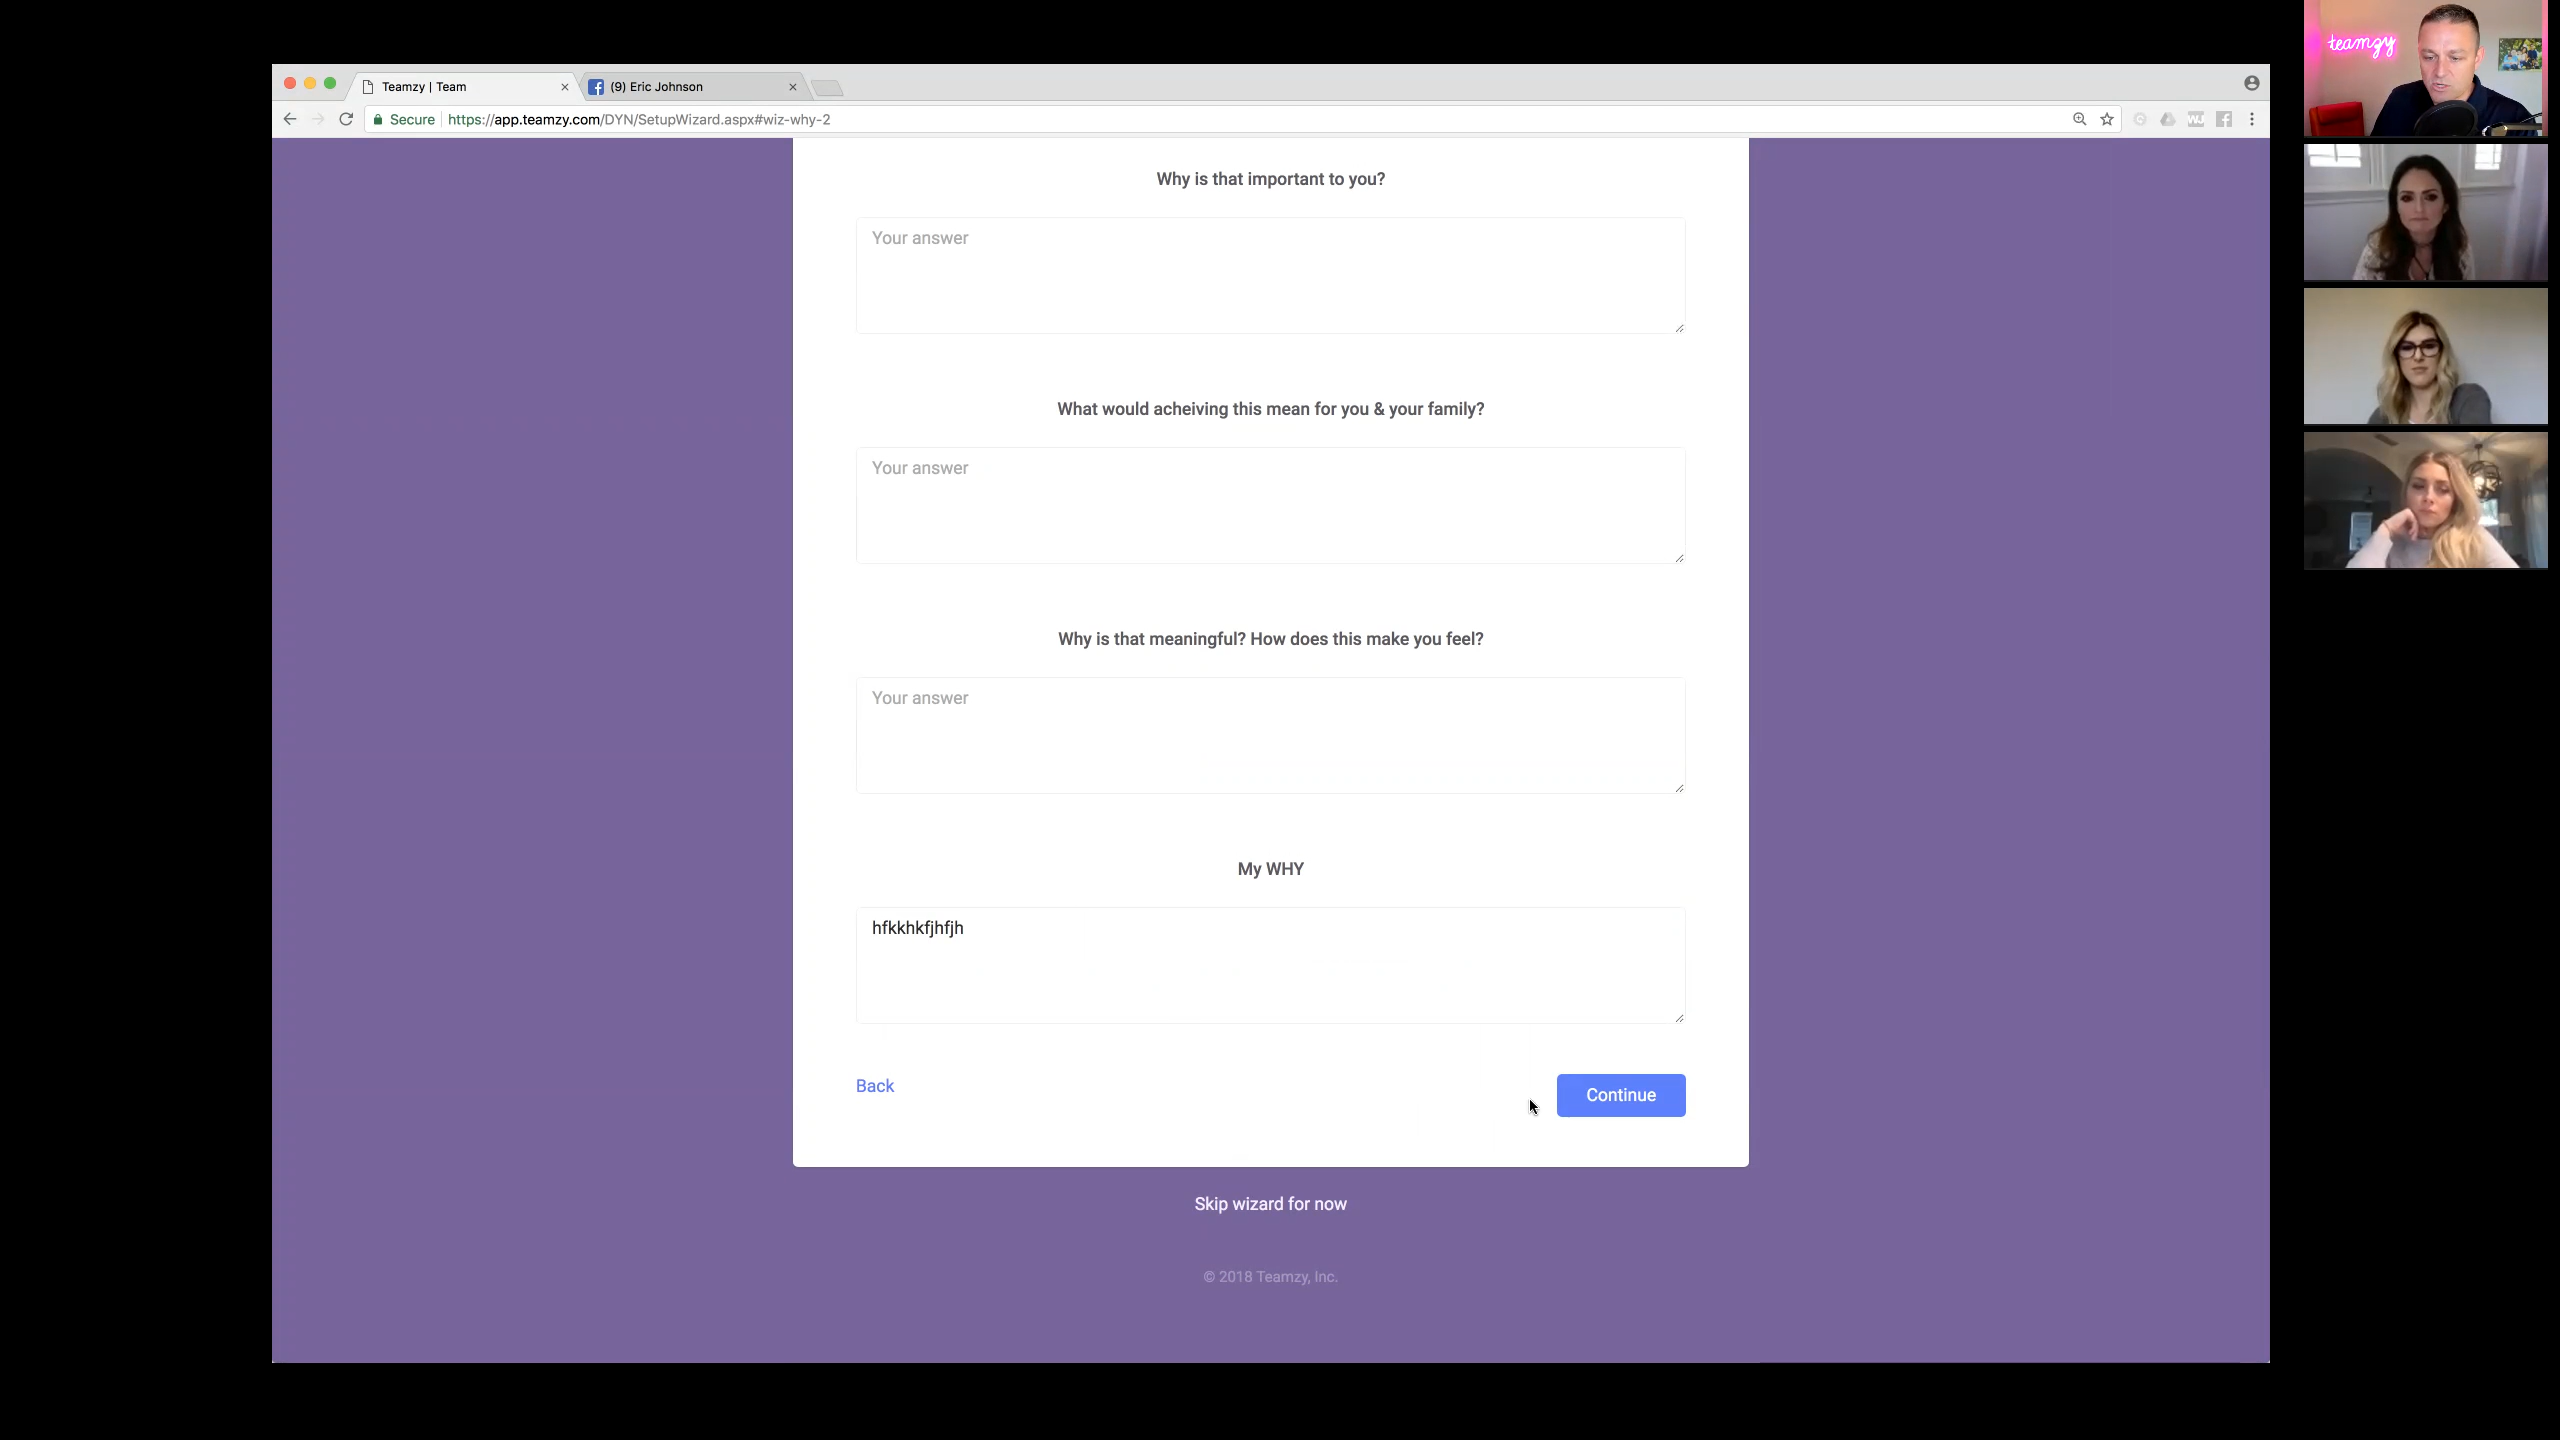 Teamzy | Team
(9) Eric Johnson
Secure
https://app.teamzy.com/DYN/SetupWizard.aspx#wiz-why-2
teamzy
Why is that important to you?
Your answer
What would acheiving this mean for you & your family?
Your answer
Why is that meaningful? How does this make you feel?
Your answer
My WHY
hfkkhkfjhfjh
Back
Continue
Skip wizard for now
© 2018 Teamzy, Inc.